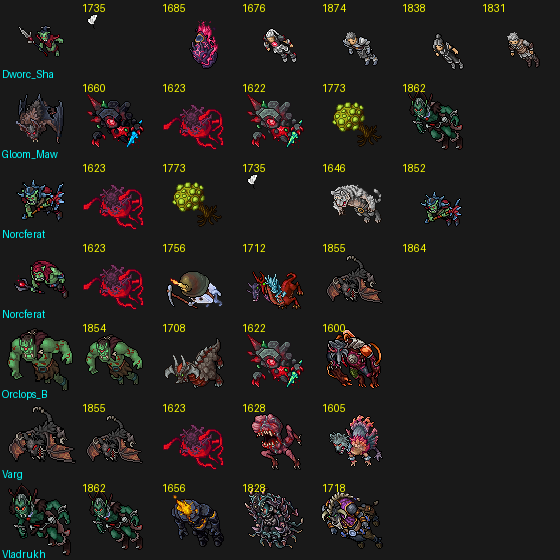 1735 1685 1676 1874 1838 1831
Dworc_Sha
1660 1623 1622 1773 1862
Gloom_Maw
1623 1773 1735 1646 1852
Norcferat
1623 1756 1712 1855 1864
Norcferat
1854 1708 1622 1600
Orclops_B
1855 1623 1628 1605
Varg
1862 1656 1828 1718
Vladrukh